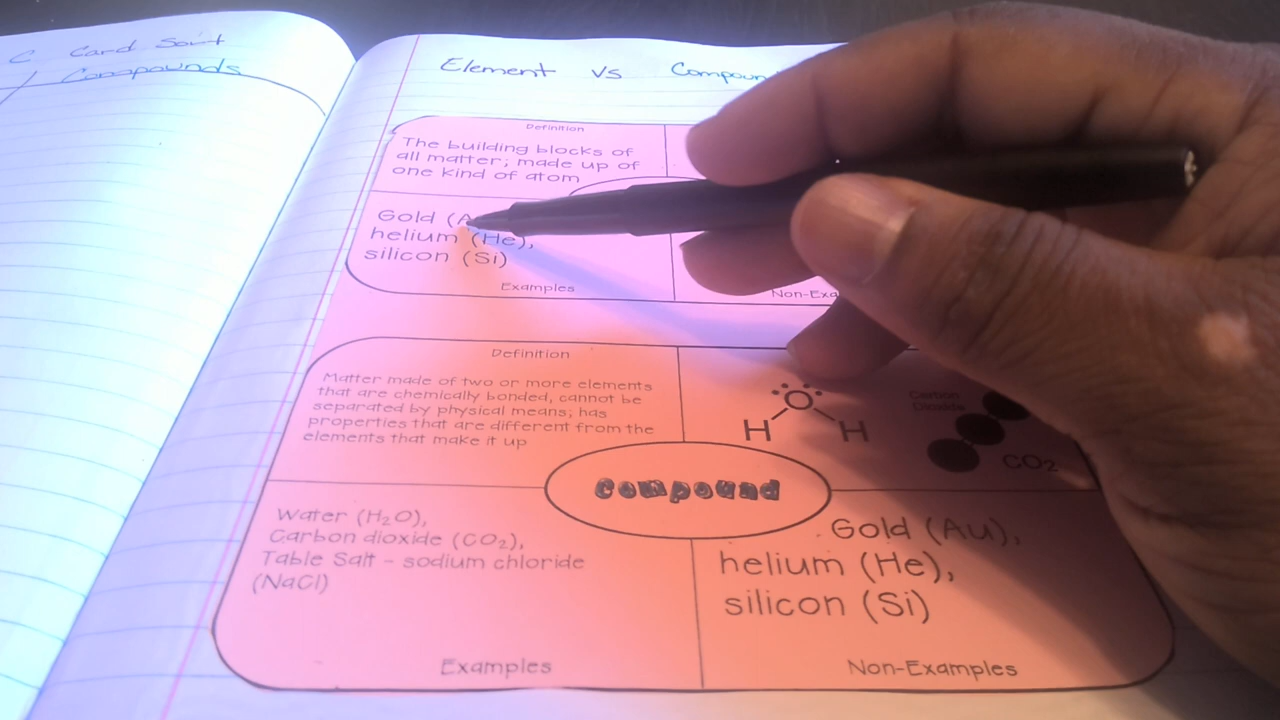 C Card Sort
Compounds
Element vs Compoun
Definition
The building blocks of
all matter; made up of
one kind of atom
Gold (A
helium (He),
silicon (Si)
Examples
Non-Exa
Definition
Matter made of two or more elements
that are chemically bonded, cannot be
separated by physical means; has
properties that are different from the
elements that make it up
O
H H
Carbon
Dioxide
CO₂
Compound
Water (H₂O),
Carbon dioxide (CO₂),
Table Salt - sodium chloride
(NaCl)
Examples
Gold (Au),
helium (He),
silicon (Si)
Non-Examples